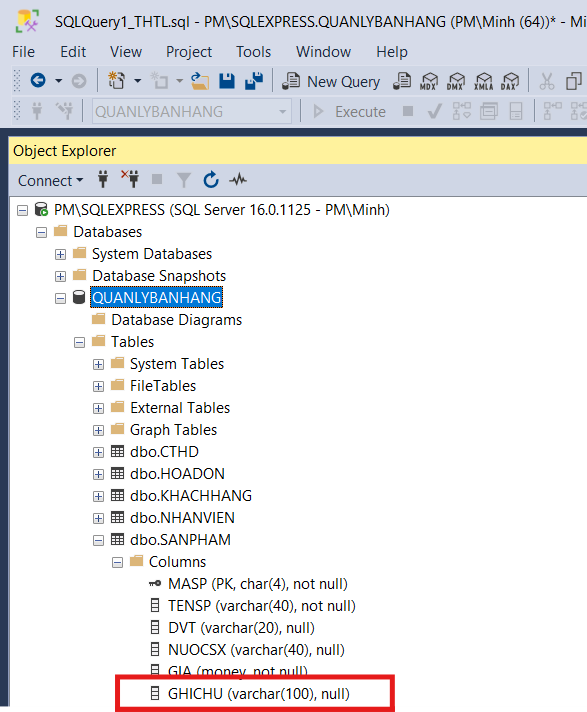 SQLQuery1_THTL.sql - PM\SQLEXPRESS.QUANLYBANHANG (PM\Minh (64))* - Mi
File Edit View Project Tools Window Help
New Query MDX DMX XMLA DAX
QUANLYBANHANG Execute
Object Explorer
Connect
PM\SQLEXPRESS (SQL Server 16.0.1125 - PM\Minh)
Databases
System Databases
Database Snapshots
QUANLYBANHANG
Database Diagrams
Tables
System Tables
FileTables
External Tables
Graph Tables
dbo.CTHD
dbo.HOADON
dbo.KHACHHANG
dbo.NHANVIEN
dbo.SANPHAM
Columns
MASP (PK, char(4), not null)
TENSP (varchar(40), not null)
DVT (varchar(20), null)
NUOCSX (varchar(40), null)
GIA (money, not null)
GHICHU (varchar(100), null)